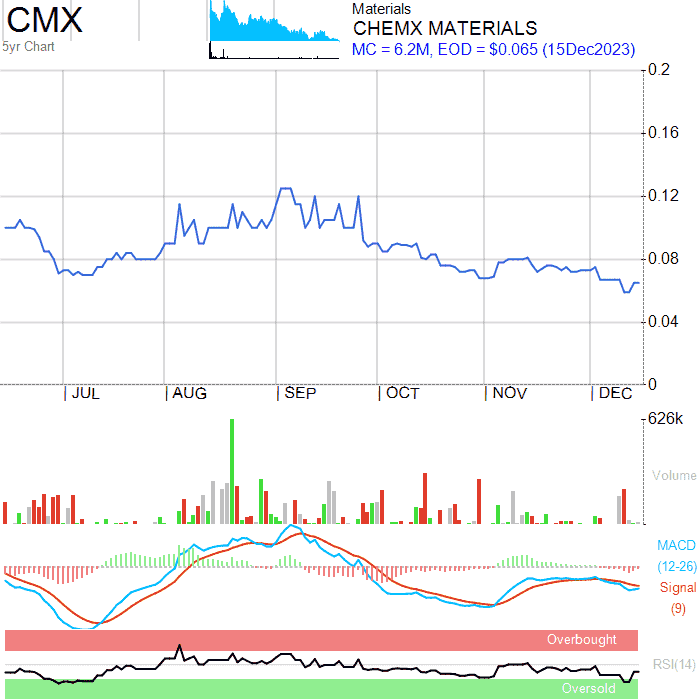 CMX
5yr Chart
Materials
CHEMX MATERIALS
MC = 6.2M, EOD = $0.065 (15Dec2023)
0.2
0.16
0.12
0.08
0.04
0
JUL AUG SEP OCT NOV DEC
626k
Volume
MACD
(12-26)
Signal
(9)
Overbought
RSI(14)
Oversold